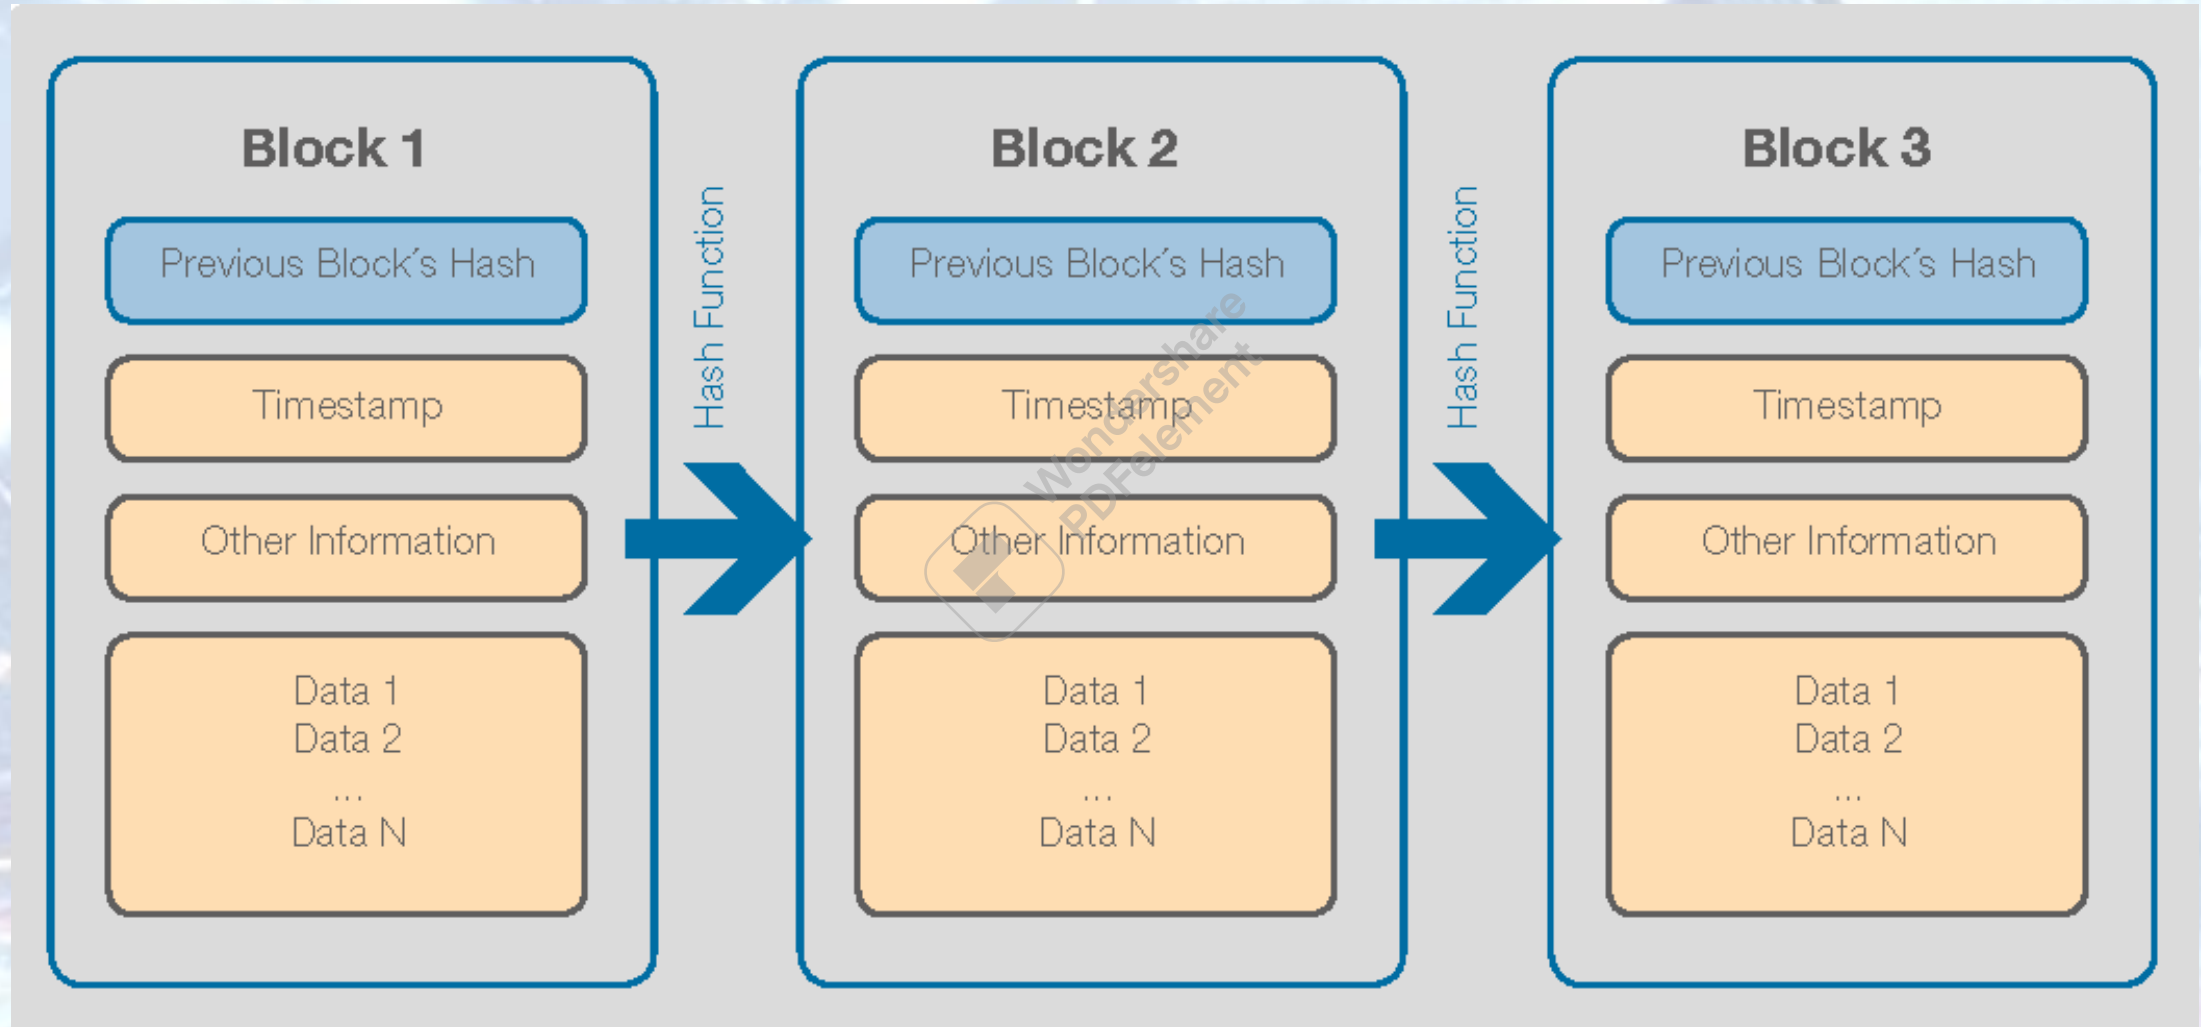 Block 1
Previous Block´s Hash
Timestamp
Other Information
Data 1
Data 2
...
Data N
Hash Function
Block 2
Previous Block´s Hash
Timestamp
Other Information
Data 1
Data 2
...
Data N
Wondershare
PDFelement
Hash Function
Block 3
Previous Block´s Hash
Timestamp
Other Information
Data 1
Data 2
...
Data N